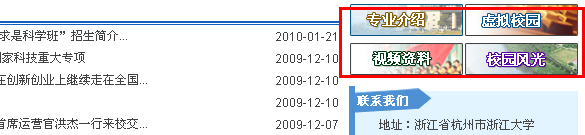 求是科学班”招生简介... 2010-01-21
国家科技重大专项 2009-12-10
在创新创业上继续走在全国... 2009-12-10
2009-12-10
首席运营官洪杰一行来校交... 2009-12-07
专业介绍 虚拟校园
视频资料 校园风光
联系我们
地址：浙江省杭州市浙江大学